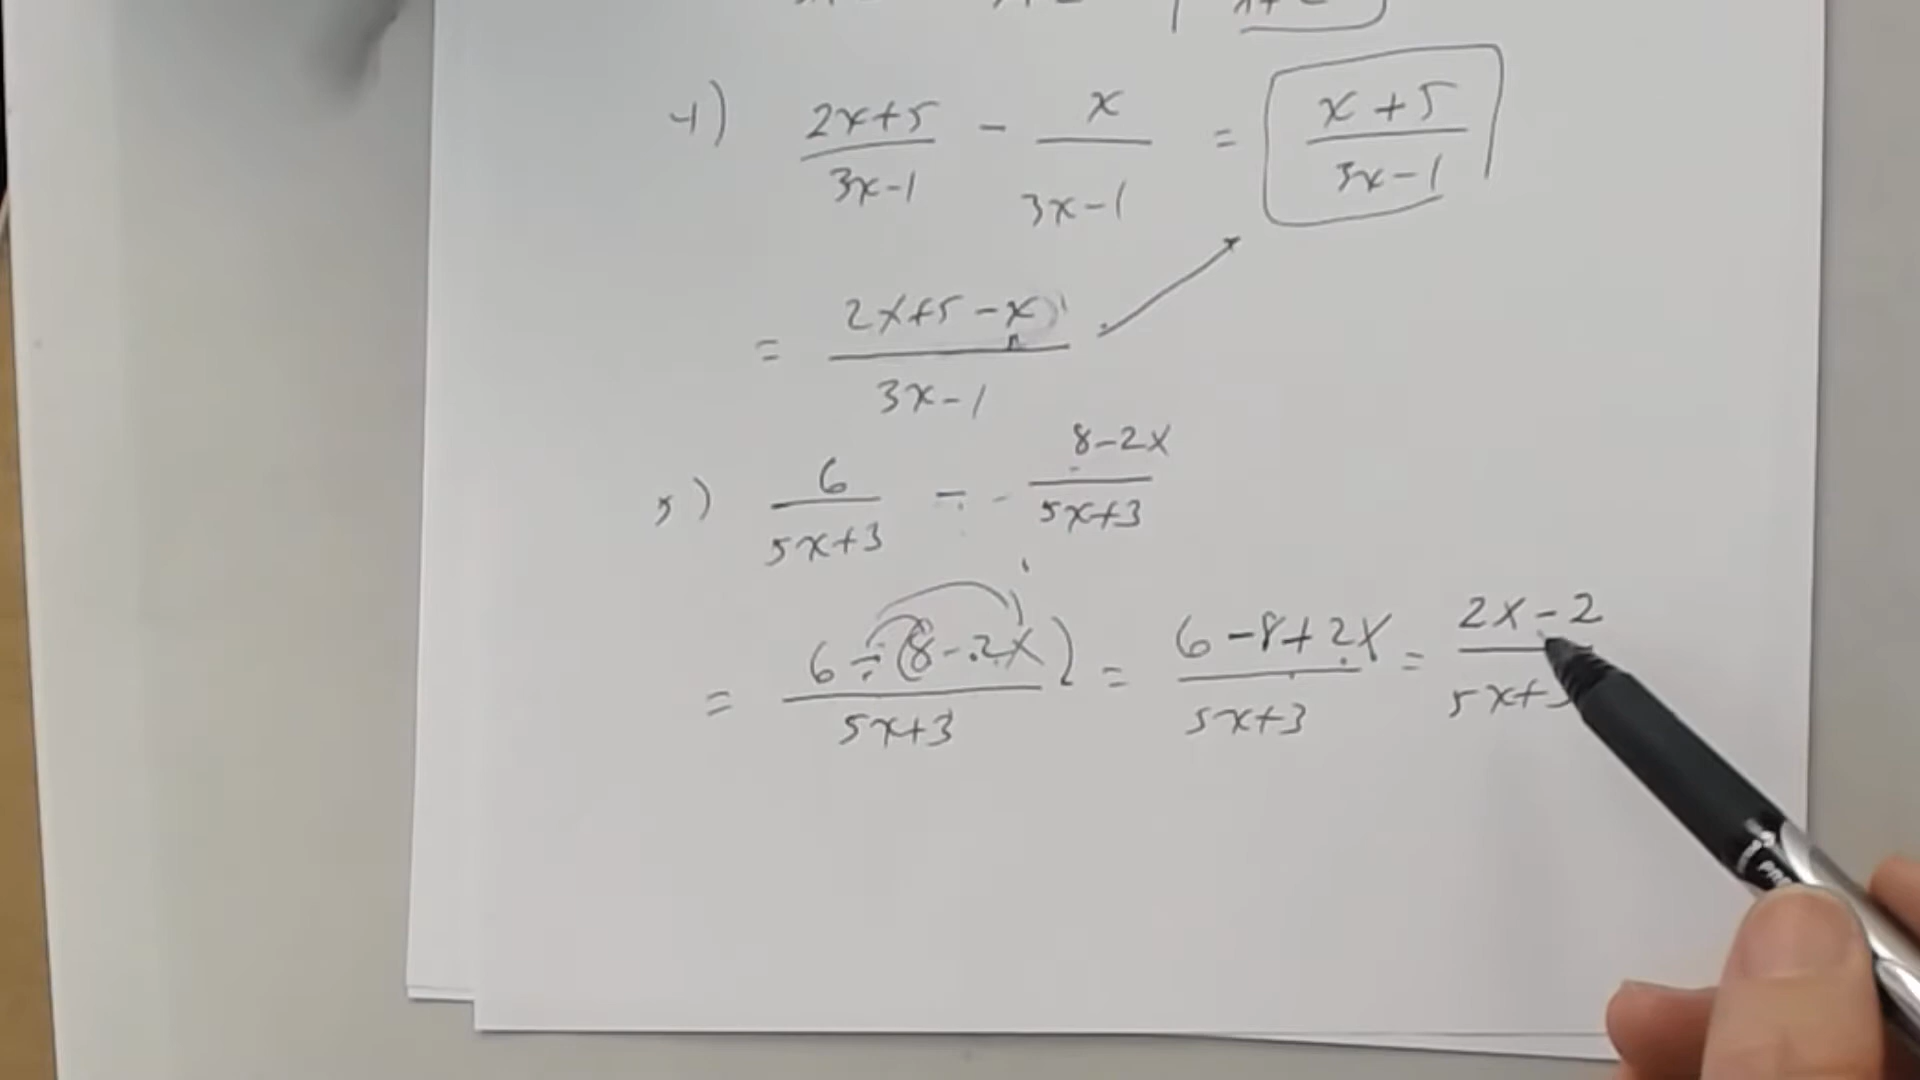 4) (2x+5)/(3x-1) - x/(3x-1) = (x+5)/(3x-1)
= (2x+5-x)/(3x-1)
5) 6/(5x+3) - (8-2x)/(5x+3)
= (6-(8-2x))/(5x+3) = (6-8+2x)/(5x+3) = (2x-2)/(5x+3)